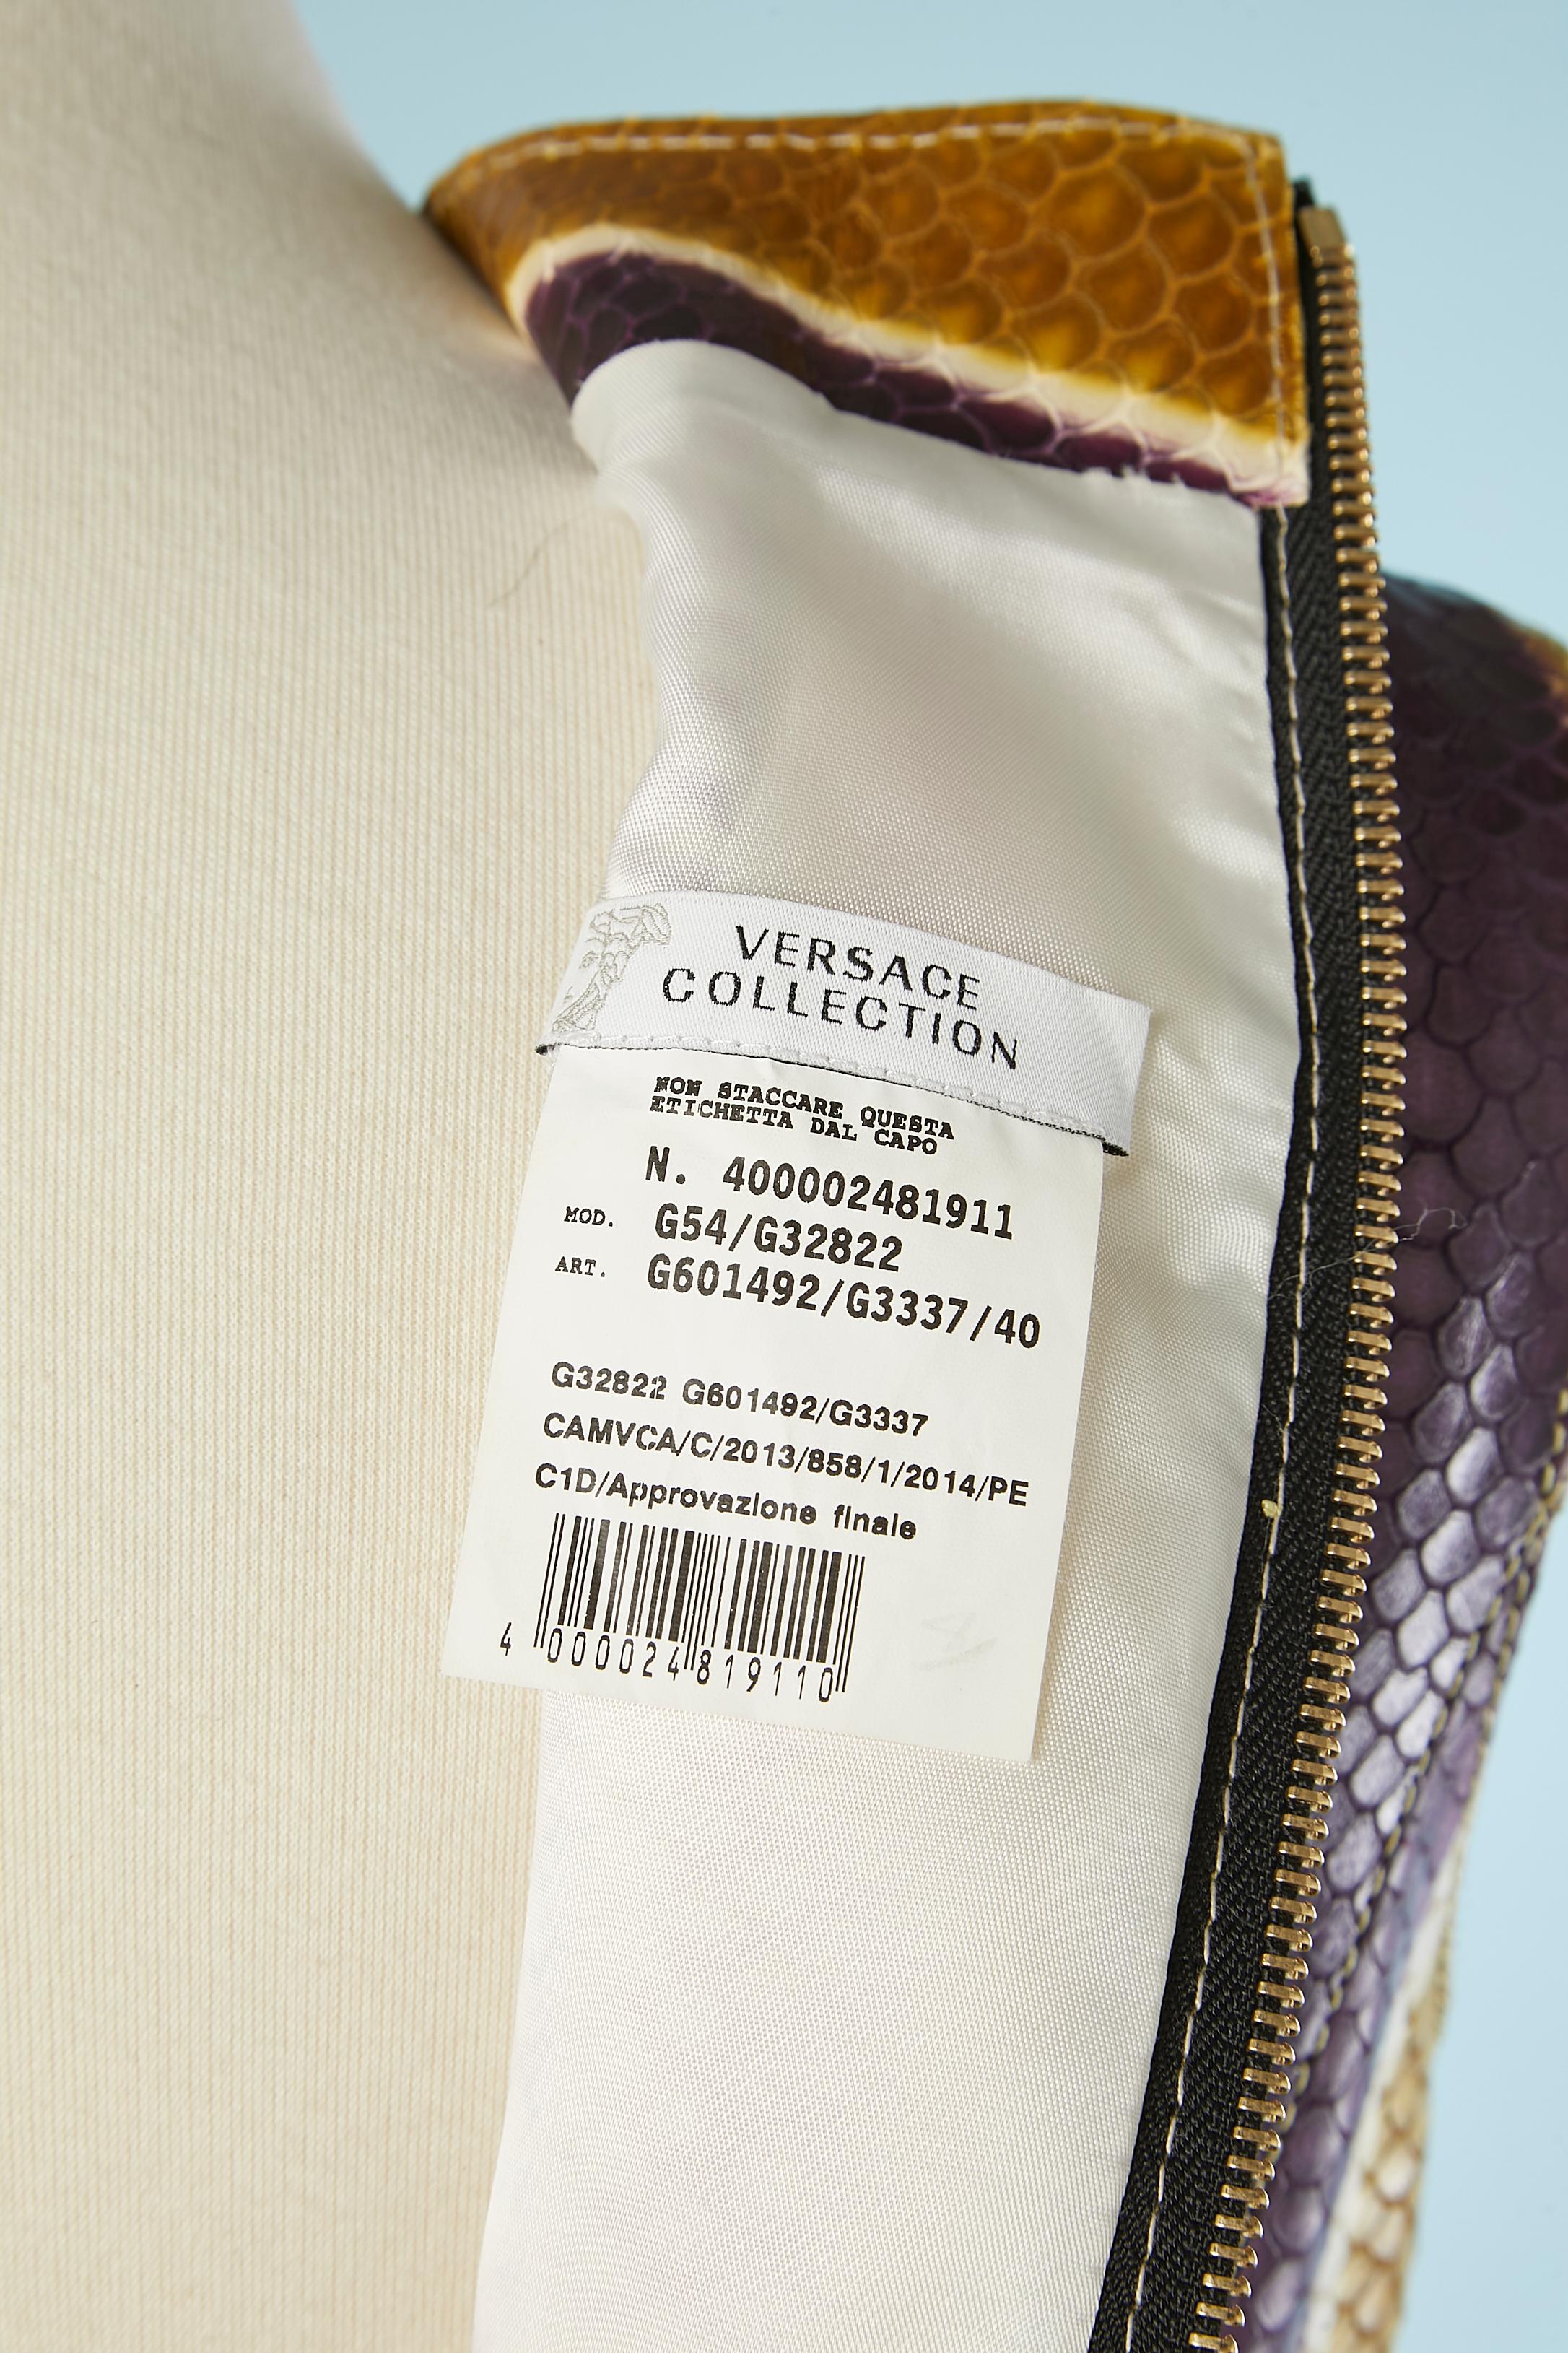 VERSACE
COLLECTION
NON STACCARE QUESTA
ETICHETTA DAL CAPO
N. 400002481911
MOD. G54/G32822
ART. G601492/G3337/40
G32822 G601492/G3337
CAMVCA/C/2013/858/1/2014/PE
C1D/Approvazione finale
4 000024 819110